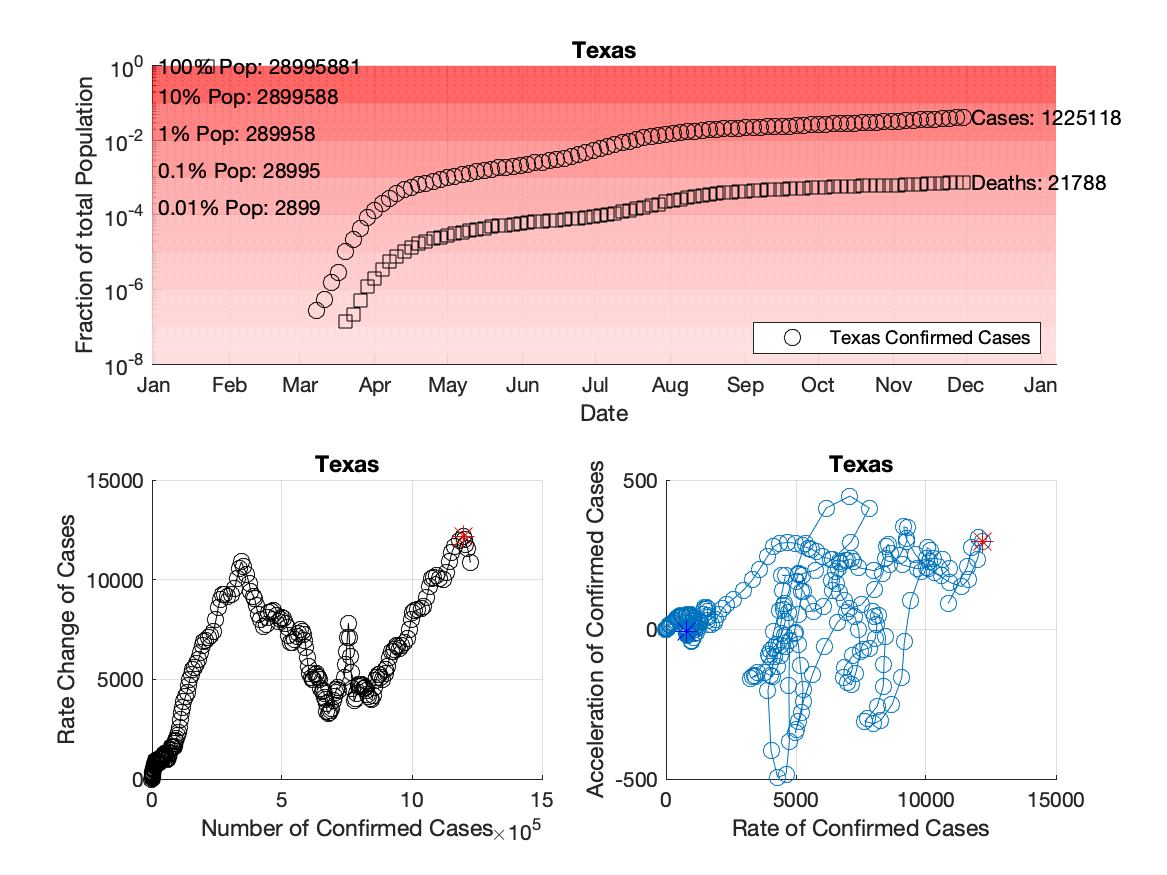 Texas
10^0
10^-2
10^-4
10^-6
10^-8
Fraction of total Population
100% Pop: 28995881
10% Pop: 2899588
1% Pop: 289958
0.1% Pop: 28995
0.01% Pop: 2899
Cases: 1225118
Deaths: 21788
Texas Confirmed Cases
Jan Feb Mar Apr May Jun Jul Aug Sep Oct Nov Dec Jan
Date
Texas
15000
10000
5000
0
Rate Change of Cases
0 5 10 15
Number of Confirmed Cases ×10^5
Texas
500
0
-500
Acceleration of Confirmed Cases
0 5000 10000 15000
Rate of Confirmed Cases